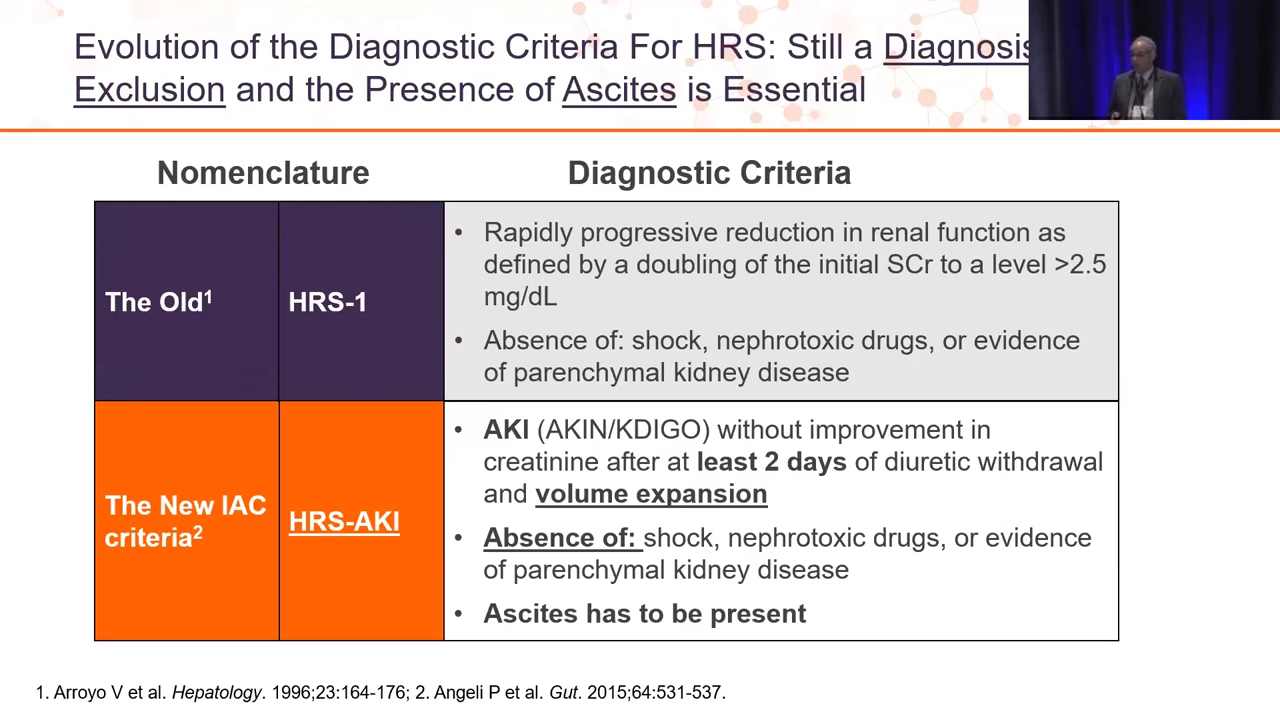 Evolution of the Diagnostic Criteria For HRS: Still a Diagnosis
Exclusion and the Presence of Ascites is Essential
Nomenclature
Diagnostic Criteria
The Old1
HRS-1
• Rapidly progressive reduction in renal function as
defined by a doubling of the initial SCr to a level >2.5
mg/dL
• Absence of: shock, nephrotoxic drugs, or evidence
of parenchymal kidney disease
The New IAC
criteria2
HRS-AKI
• AKI (AKIN/KDIGO) without improvement in
creatinine after at least 2 days of diuretic withdrawal
and volume expansion
• Absence of: shock, nephrotoxic drugs, or evidence
of parenchymal kidney disease
• Ascites has to be present
1. Arroyo V et al. Hepatology. 1996;23:164-176; 2. Angeli P et al. Gut. 2015;64:531-537.